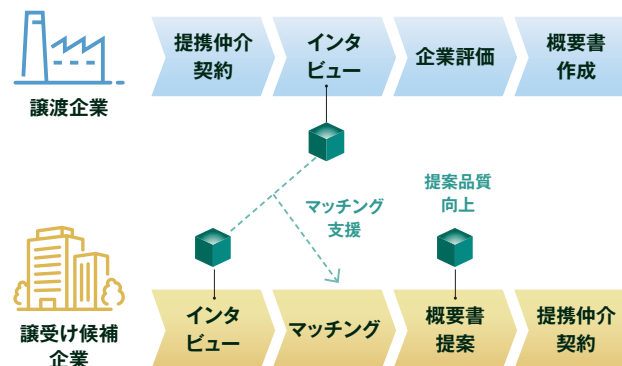 提携仲介
契約
インタ
ビュー
企業評価
概要書
作成
譲渡企業
マッチング
支援
提案品質
向上
インタ
ビュー
マッチング
概要書
提案
提携仲介
契約
譲受け候補
企業